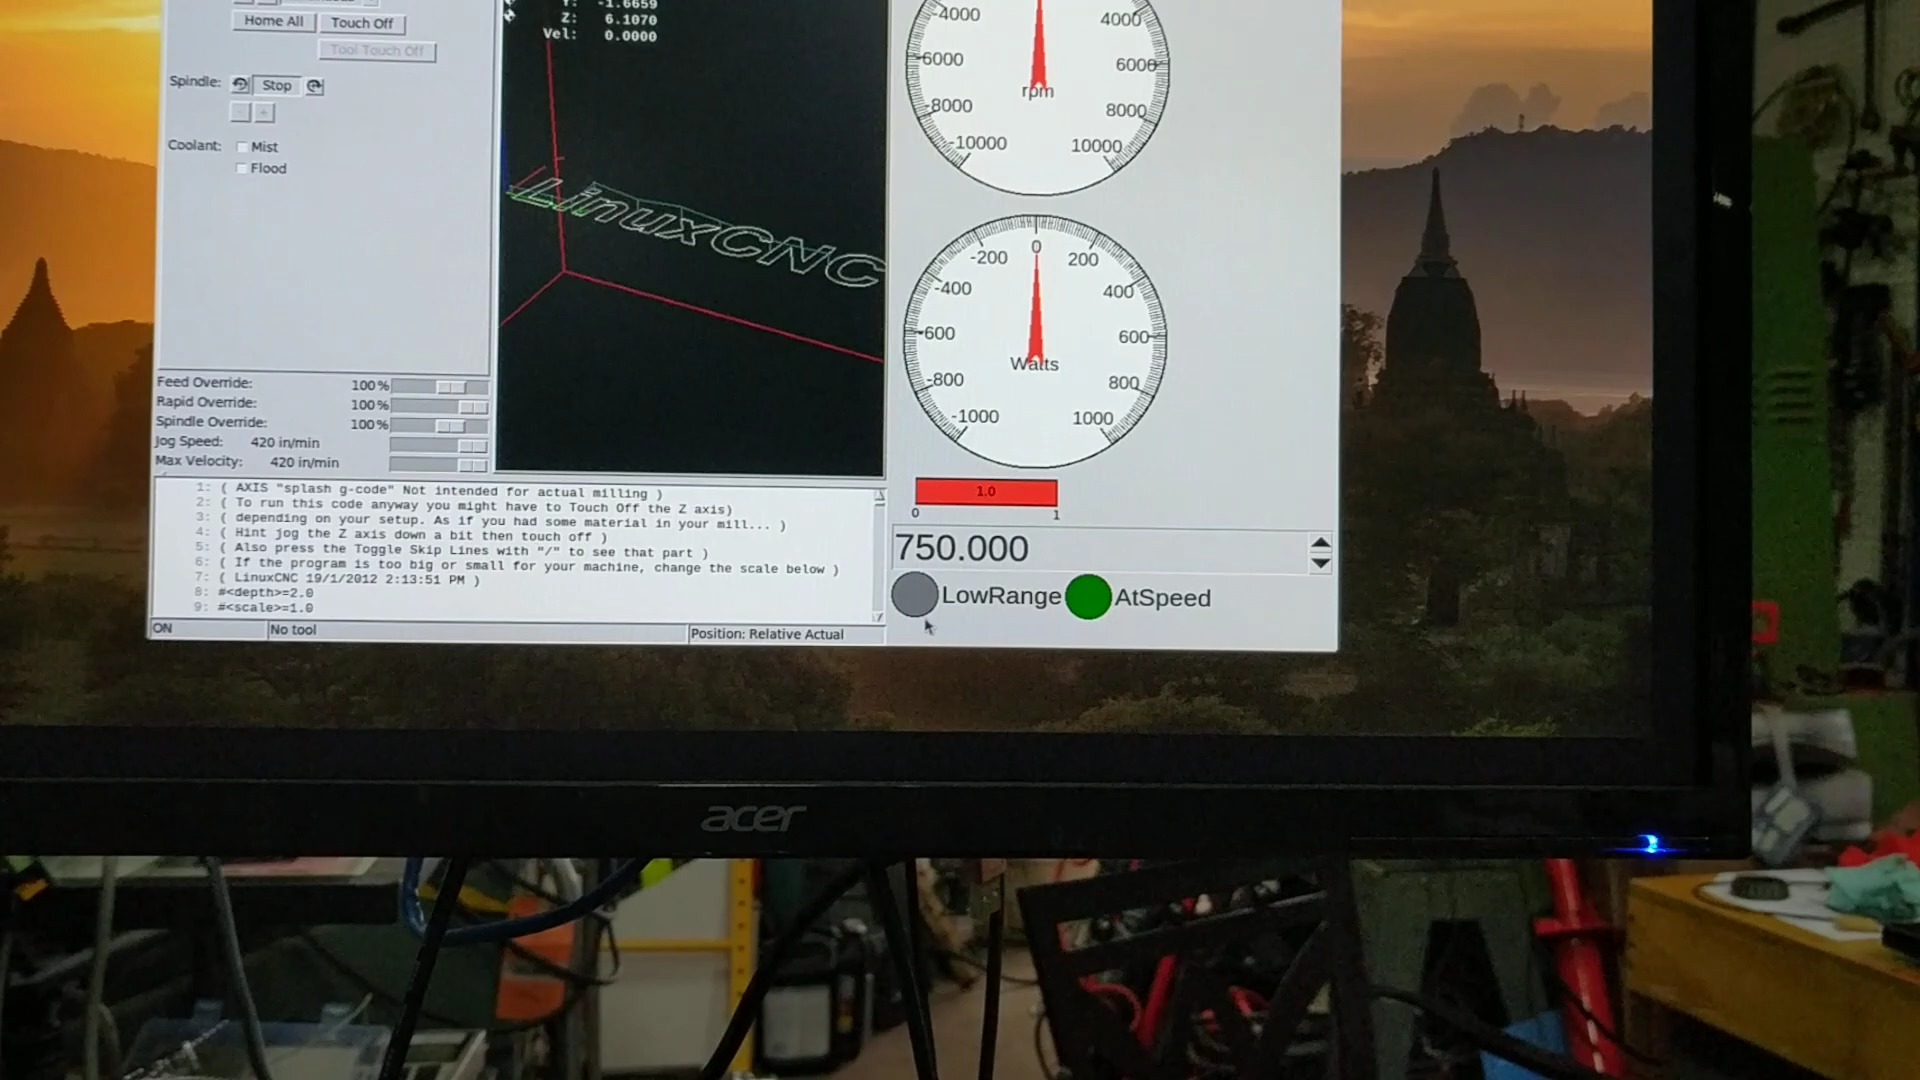 Home All Touch Off
Tool Touch Off
Spindle: Stop
- +
Coolant: Mist
Flood
Feed Override: 100 %
Rapid Override: 100 %
Spindle Override: 100 %
Jog Speed: 420 in/min
Max Velocity: 420 in/min
Y: -1.6659
Z: 6.1070
Vel: 0.0000
LinuxCNC
-4000 4000
-6000 6000
rpm
-8000 8000
-10000 10000
0
-200 200
-400 400
-600 600
Watts
-800 800
-1000 1000
1.0
0 1
750.000
LowRange AtSpeed
1: ( AXIS "splash g-code" Not intended for actual milling )
2: ( To run this code anyway you might have to Touch Off the Z axis)
3: ( depending on your setup. As if you had some material in your mill... )
4: ( Hint jog the Z axis down a bit then touch off )
5: ( Also press the Toggle Skip Lines with "/" to see that part )
6: ( If the program is too big or small for your machine, change the scale below )
7: ( LinuxCNC 19/1/2012 2:13:51 PM )
8: #<depth>=2.0
9: #<scale>=1.0
ON No tool Position: Relative Actual
acer